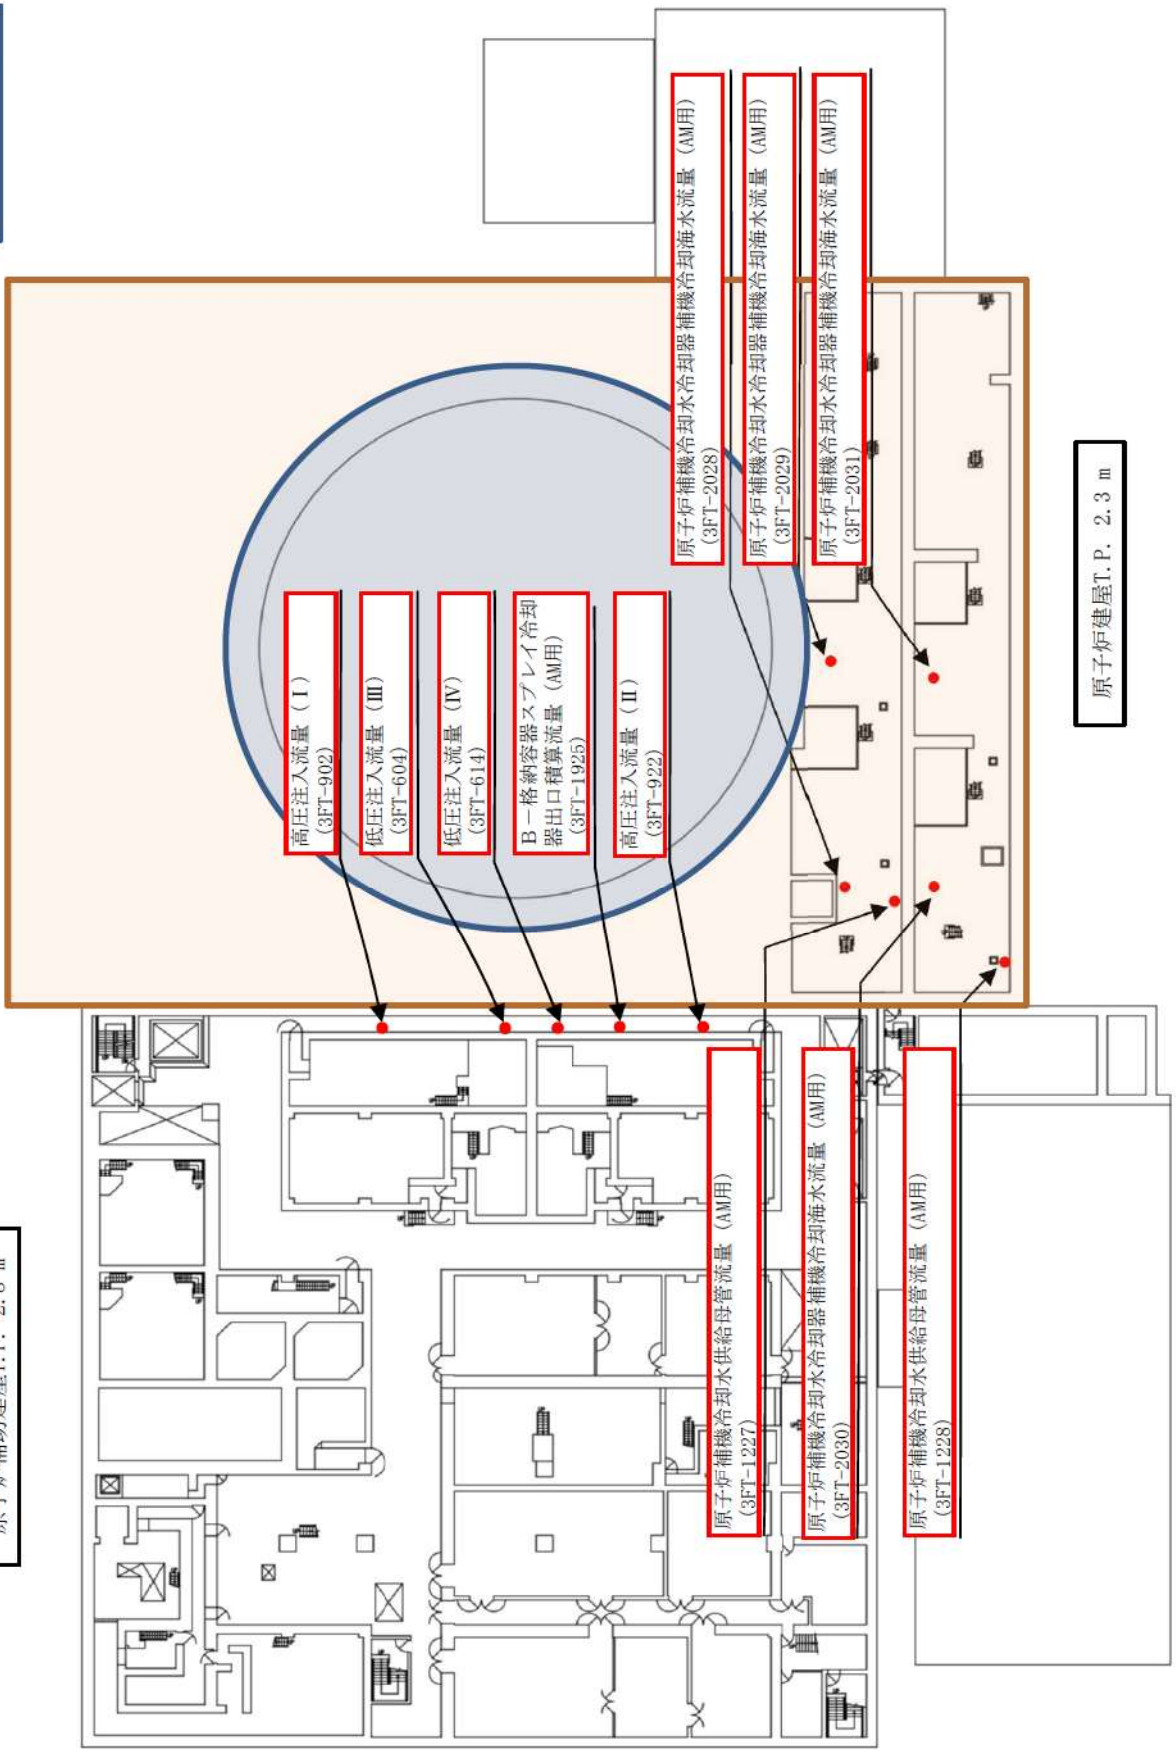 高圧注入流量（Ⅰ）
(3FT-902)
低圧注入流量（Ⅲ）
(3FT-604)
低圧注入流量（Ⅳ）
(3FT-614)
B－格納容器スプレイ冷却
器出口積算流量（AM用）
(3FT-1925)
高圧注入流量（Ⅱ）
(3FT-922)
原子炉補機冷却水冷却器補機冷却海水流量（AM用）
(3FT-2028)
原子炉補機冷却水冷却器補機冷却海水流量（AM用）
(3FT-2029)
原子炉補機冷却水冷却器補機冷却海水流量（AM用）
(3FT-2031)
原子炉補機冷却水供給母管流量（AM用）
(3FT-1227)
原子炉補機冷却水冷却器補機冷却海水流量（AM用）
(3FT-2030)
原子炉補機冷却水供給母管流量（AM用）
(3FT-1228)
原子炉建屋T.P. 2.3 m